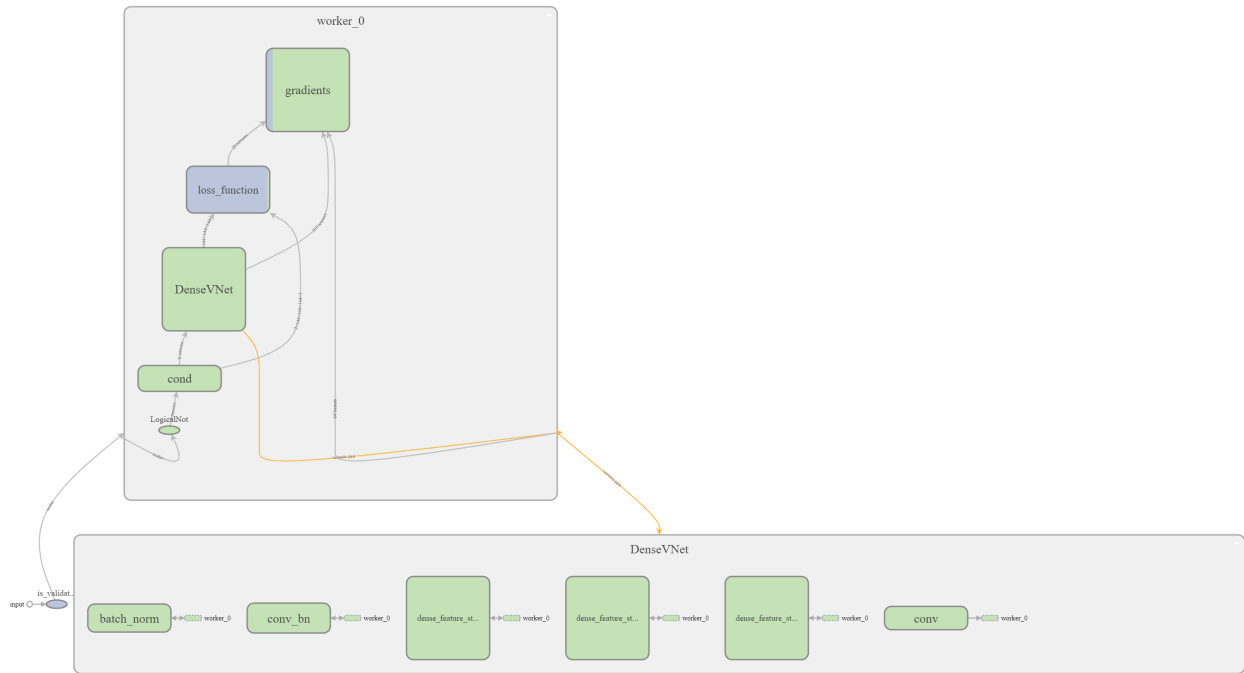 worker_0
gradients
loss_function
DenseVNet
cond
LogicalNot
DenseVNet
is_validat...
input
batch_norm
worker_0
conv_bn
worker_0
dense_feature_st...
worker_0
dense_feature_st...
worker_0
dense_feature_st...
worker_0
conv
worker_0